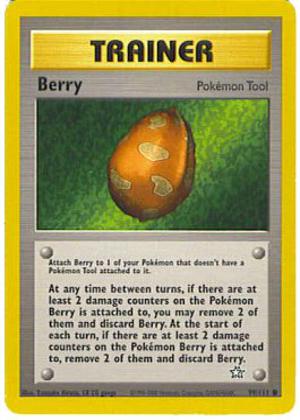 TRAINER
Berry Pokémon Tool
Attach Berry to 1 of your Pokémon that doesn't have a
Pokémon Tool attached to it.
At any time between turns, if there are at
least 2 damage counters on the Pokémon
Berry is attached to, you may remove 2 of
them and discard Berry. At the start of
each turn, if there are at least 2 damage
counters on the Pokémon Berry is attached
to, remove 2 of them and discard Berry.
99/111